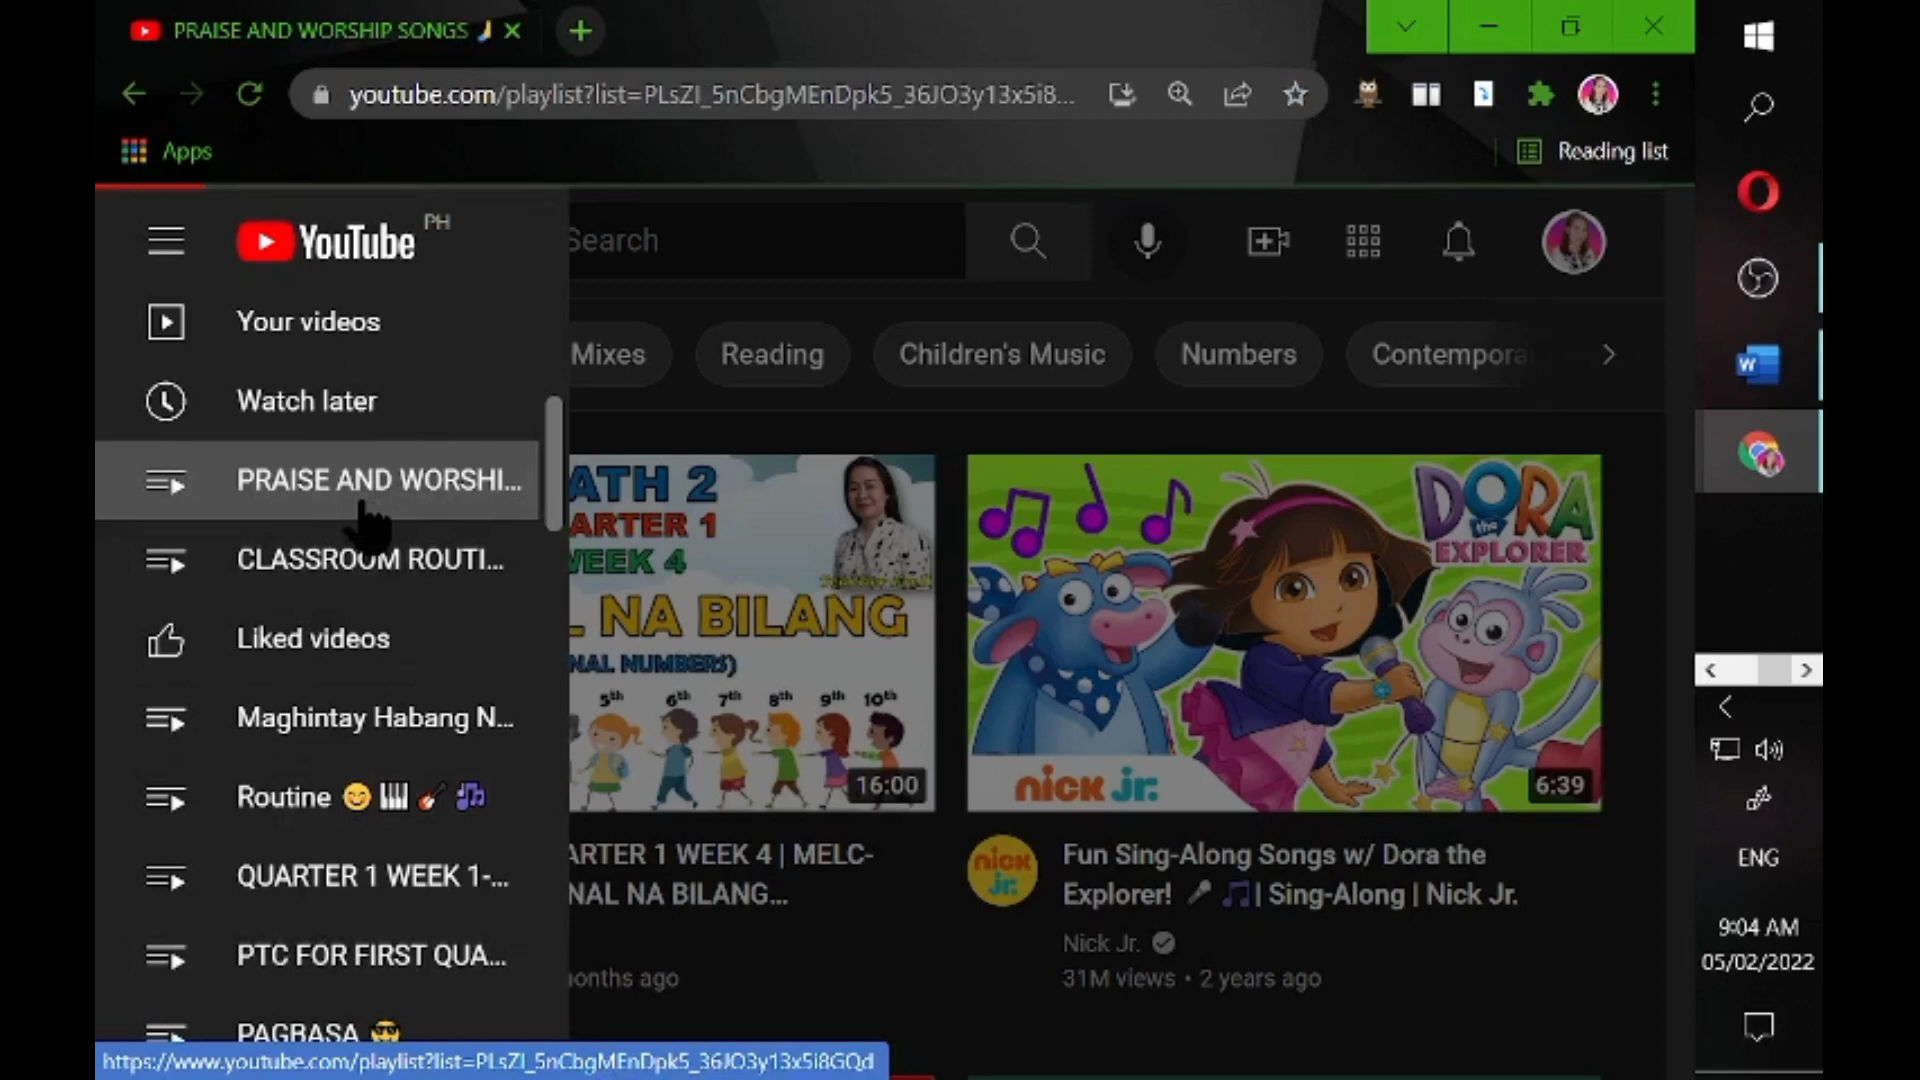 PRAISE AND WORSHIP SONGS
youtube.com/playlist?list=PLsZI_5nCbgMEnDpk5_36JO3y13x5i8...
Apps
Reading list
YouTube PH
Search
Your videos
Watch later
PRAISE AND WORSHI...
CLASSROOM ROUTI...
Liked videos
Maghintay Habang N...
Routine 😊 🎹 🎸 🎶
QUARTER 1 WEEK 1-...
PTC FOR FIRST QUA...
PAGBASA 😎
Mixes
Reading
Children's Music
Numbers
Contempora
ATH 2
ARTER 1
WEEK 4
L NA BILANG
NAL NUMBERS)
5th 6th 7th 8th 9th 10th
16:00
ARTER 1 WEEK 4 | MELC-
NAL NA BILANG...
onths ago
DORA
the
EXPLORER
nick jr.
6:39
nick
jr.
Fun Sing-Along Songs w/ Dora the
Explorer! 🎤 🎵| Sing-Along | Nick Jr.
Nick Jr.
31M views • 2 years ago
W
ENG
9:04 AM
05/02/2022
https://www.youtube.com/playlist?list=PLsZI_5nCbgMEnDpk5_36JO3y13x5i8GQd